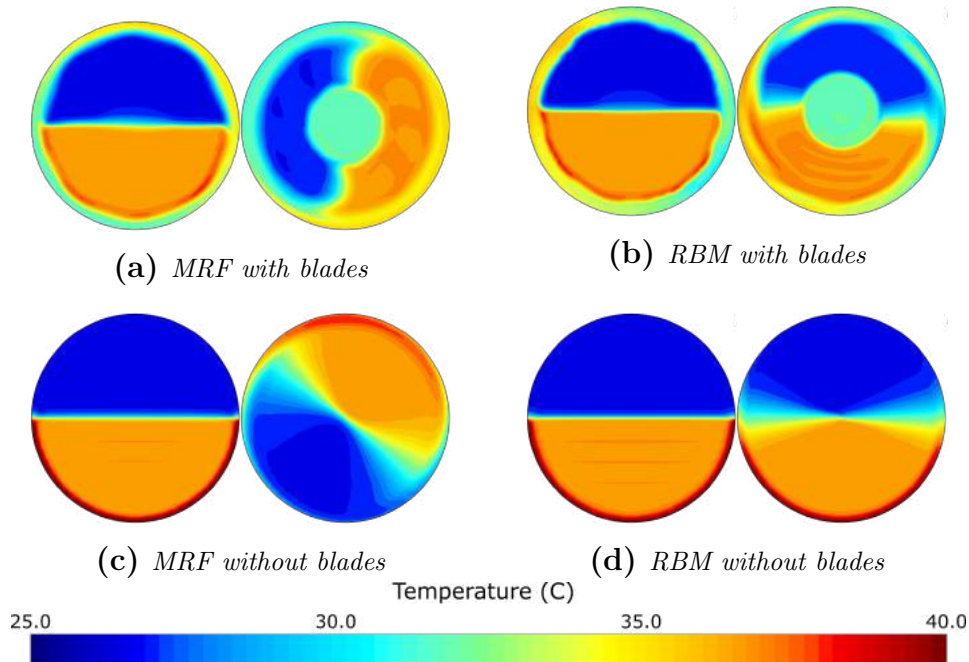 (a) MRF with blades
(b) RBM with blades
(c) MRF without blades
(d) RBM without blades
Temperature (C)
25.0 30.0 35.0 40.0